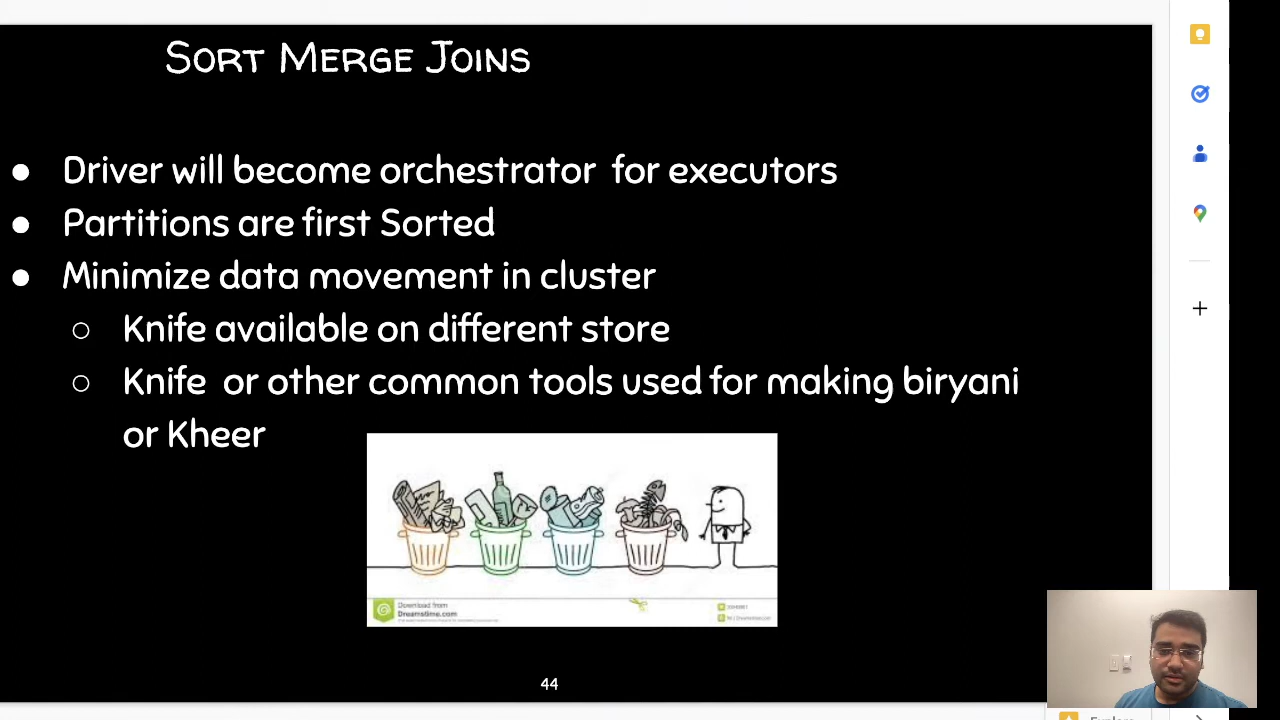 Sort Merge Joins
● Driver will become orchestrator for executors
● Partitions are first Sorted
● Minimize data movement in cluster
○ Knife available on different store
○ Knife or other common tools used for making biryani
or Kheer
Download from
Dreamstime.com
44